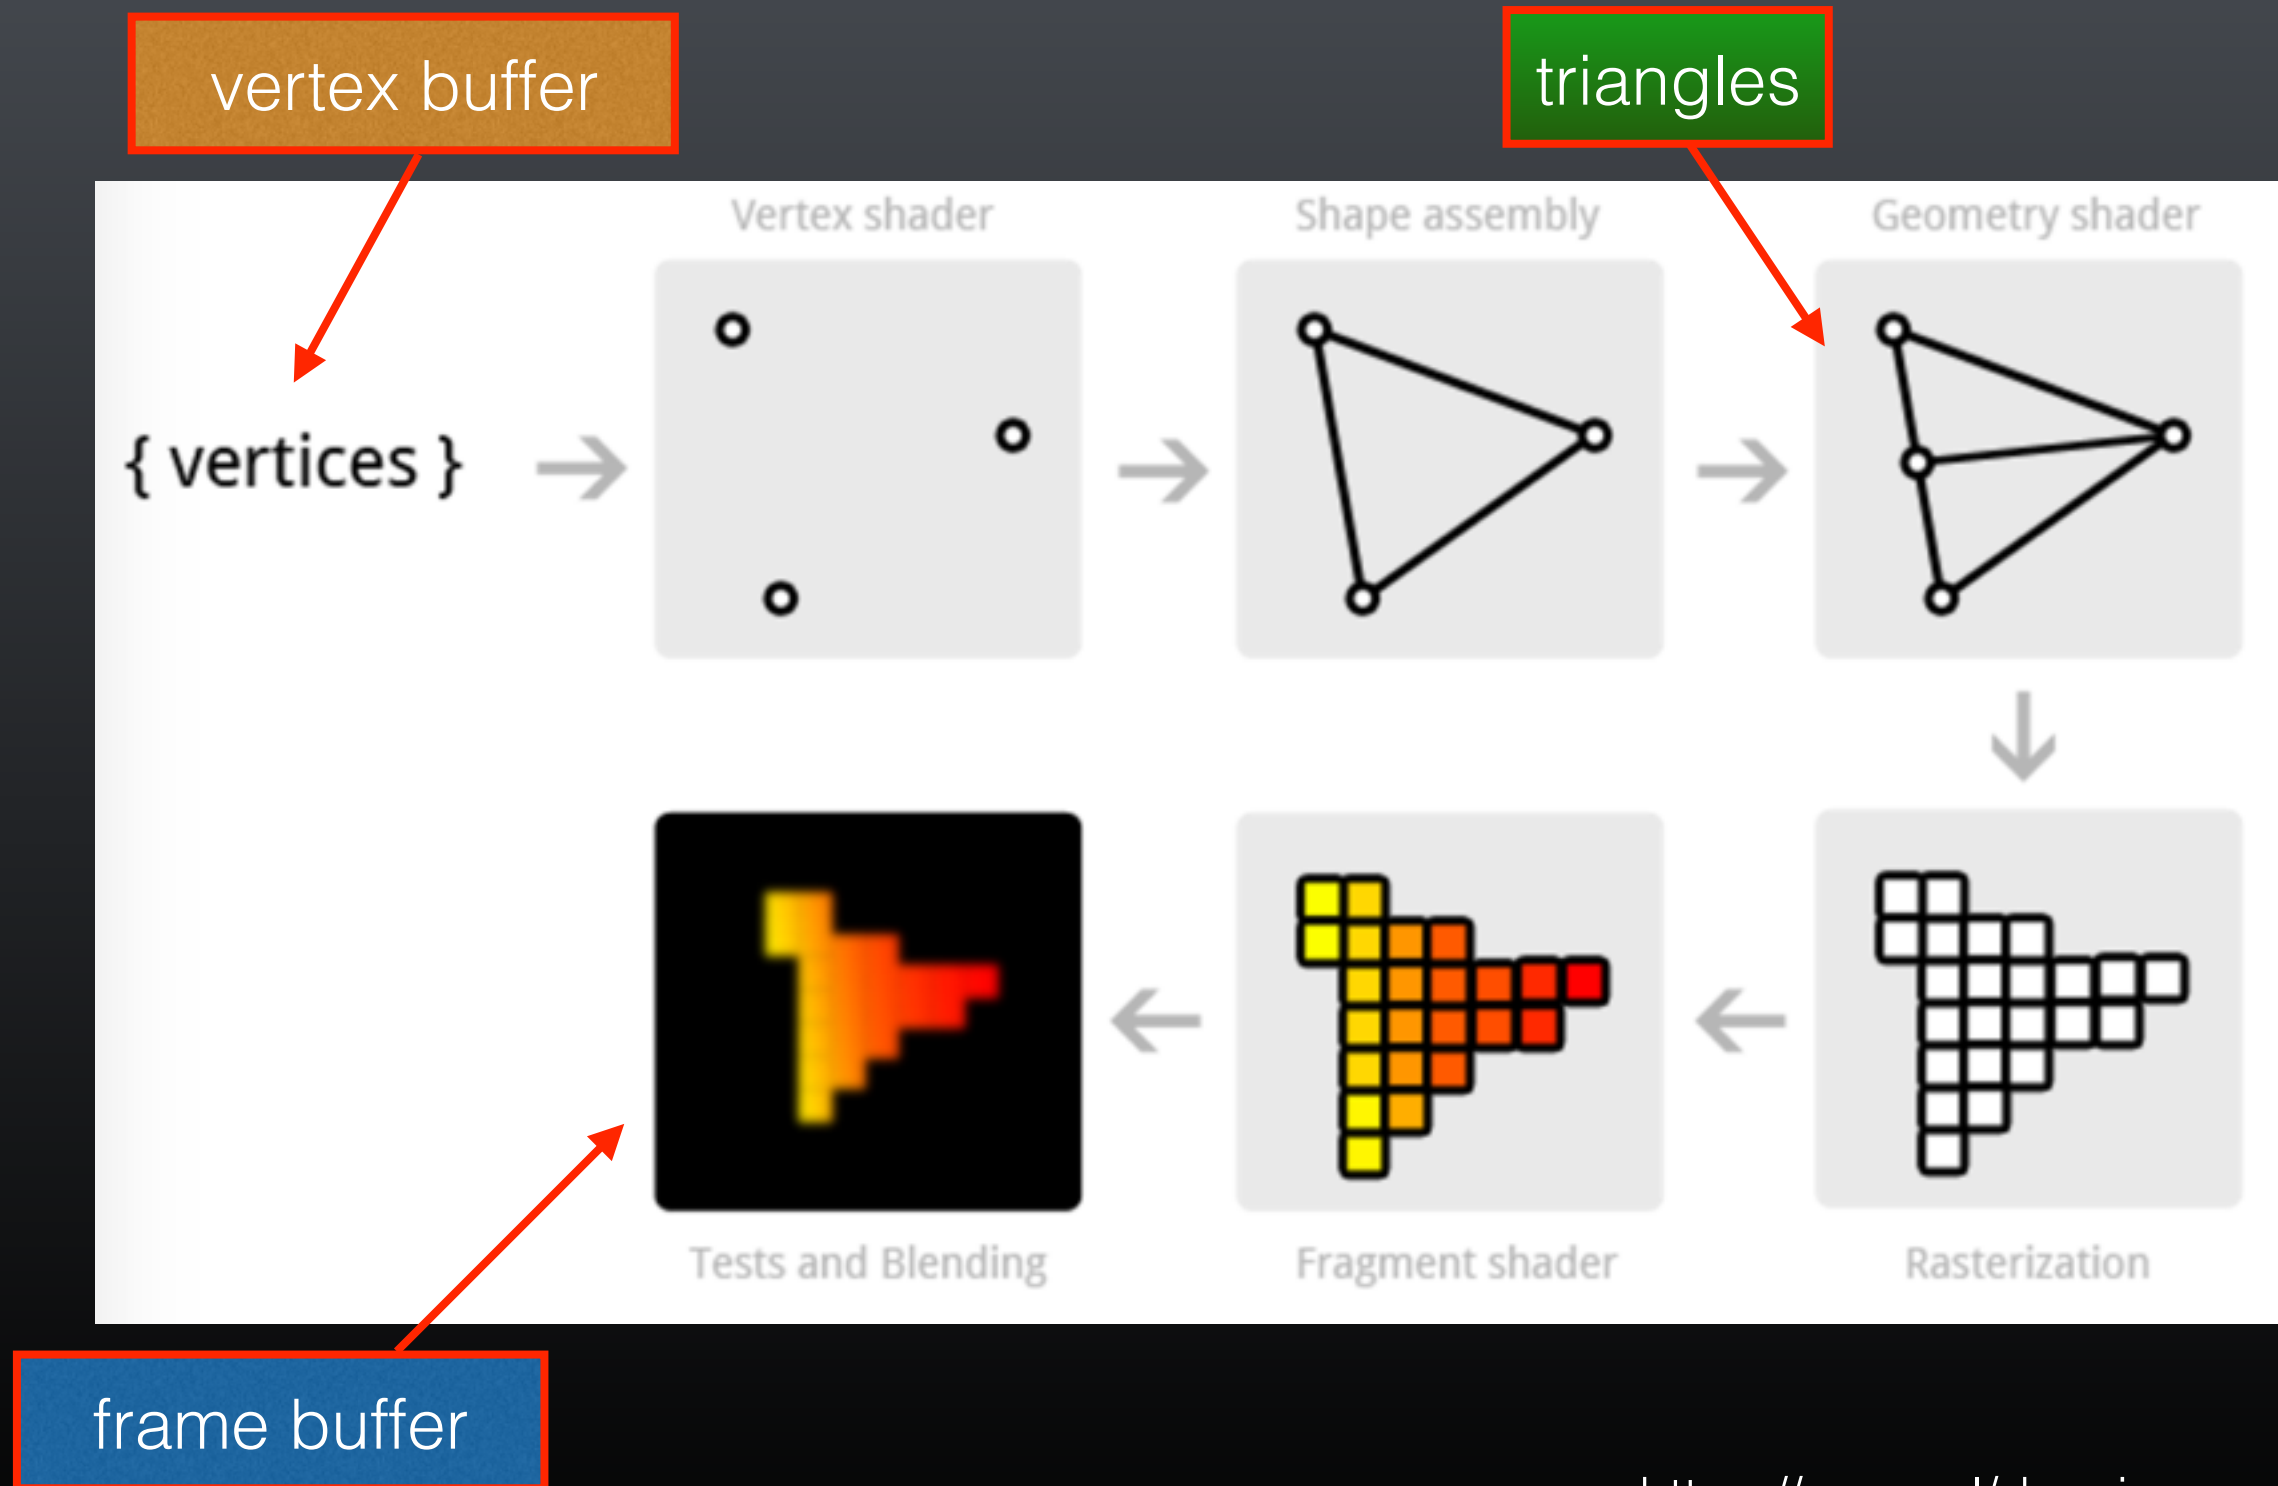 vertex buffer
triangles
Vertex shader
Shape assembly
Geometry shader
{ vertices }
Tests and Blending
Fragment shader
Rasterization
frame buffer